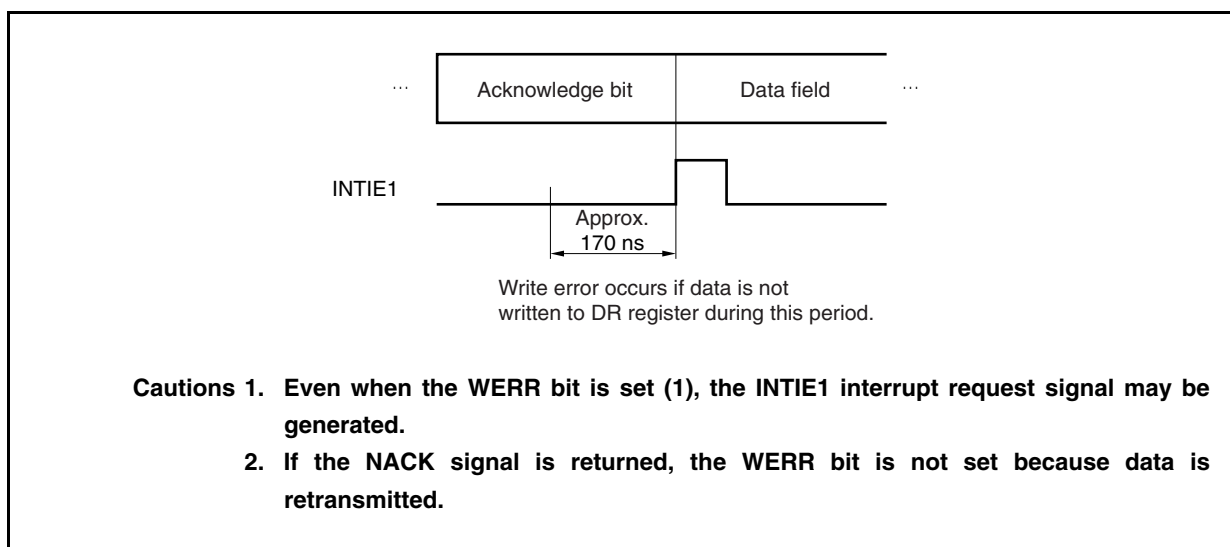 … Acknowledge bit Data field …
INTIE1
Approx.
170 ns
Write error occurs if data is not
written to DR register during this period.
Cautions 1. Even when the WERR bit is set (1), the INTIE1 interrupt request signal may be
generated.
2. If the NACK signal is returned, the WERR bit is not set because data is
retransmitted.